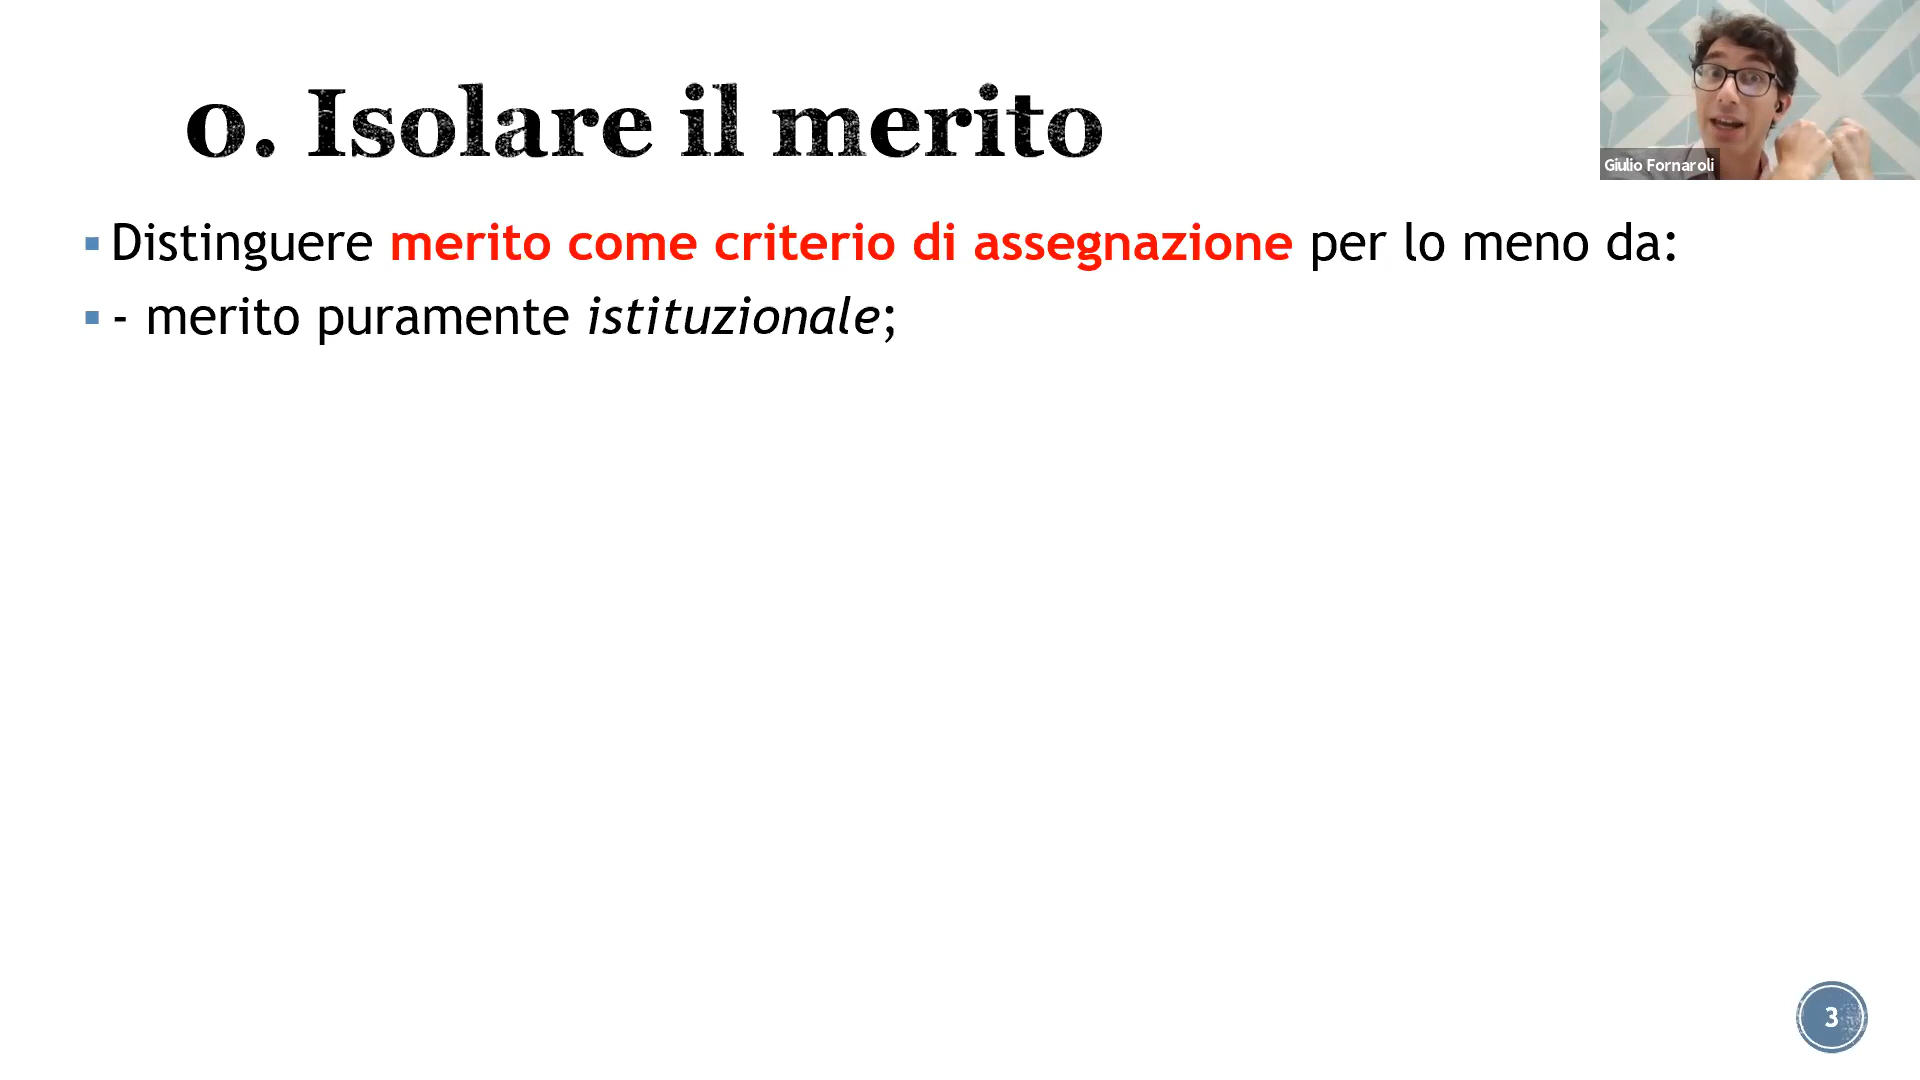 0. Isolare il merito
Giulio Fornaroli
▪ Distinguere merito come criterio di assegnazione per lo meno da:
▪ - merito puramente istituzionale;
3